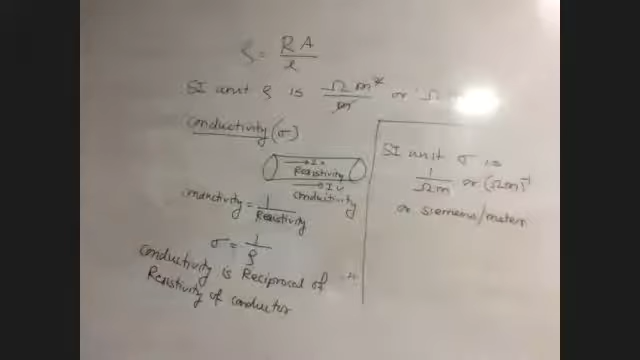 ρ = RA/l
SI unit ρ is Ω m²/m or Ω
conductivity (σ)
Resistivity
conductivity
conductivity = 1/Resistivity
σ = 1/ρ
conductivity is Reciprocal of
Resistivity of conductor
SI unit σ is
1/Ωm or (Ωm)⁻¹
or siemens/meter